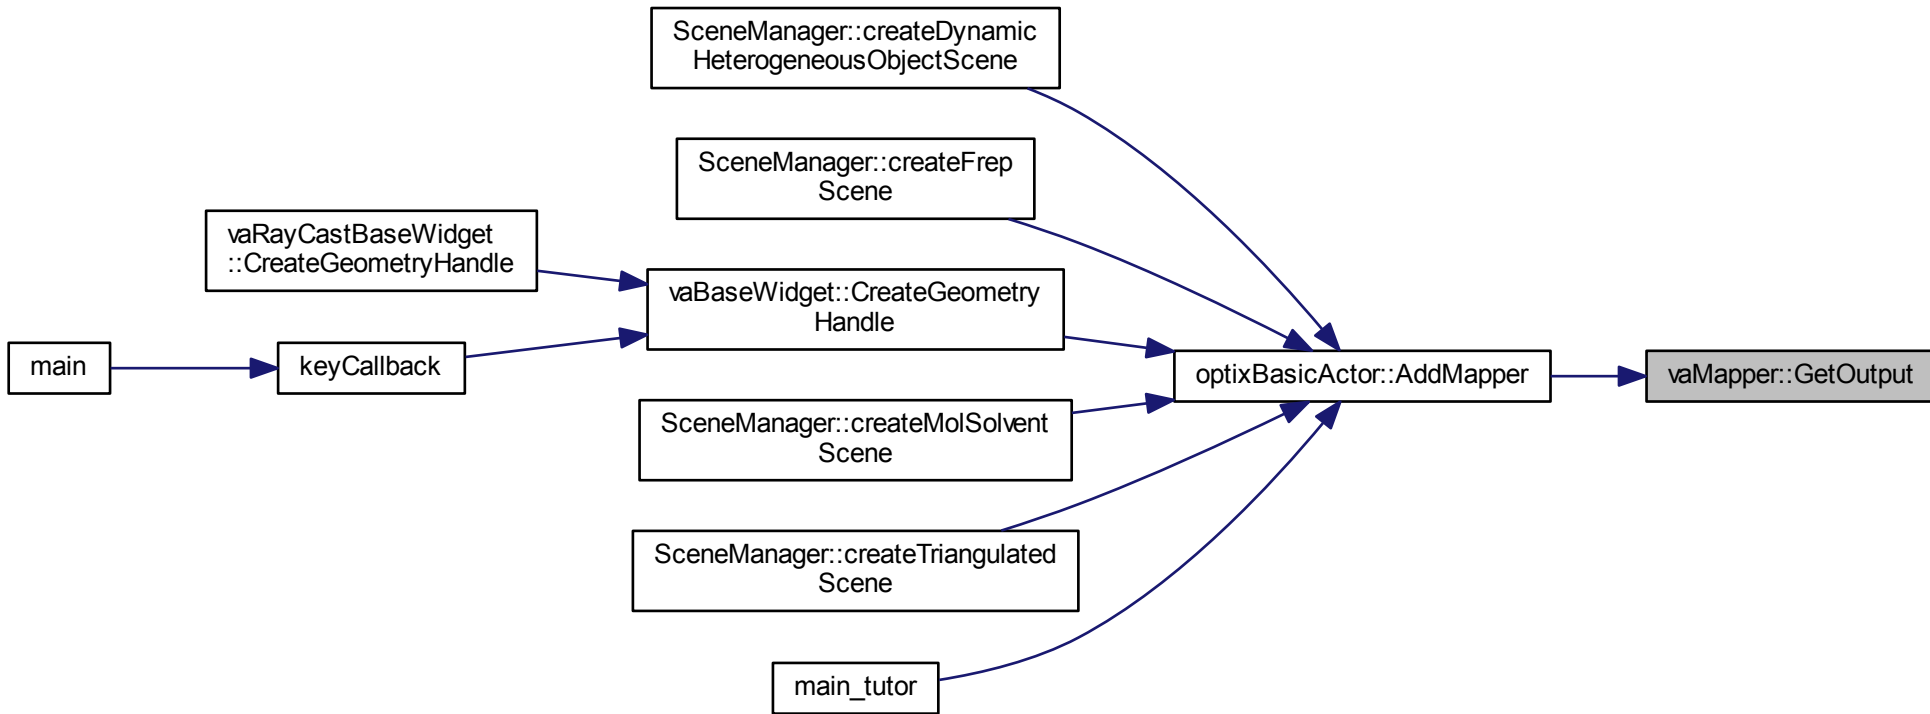 SceneManager::createDynamic
HeterogeneousObjectScene
SceneManager::createFrep
Scene
vaRayCastBaseWidget
::CreateGeometryHandle
vaBaseWidget::CreateGeometry
Handle
main
keyCallback
optixBasicActor::AddMapper
vaMapper::GetOutput
SceneManager::createMolSolvent
Scene
SceneManager::createTriangulated
Scene
main_tutor